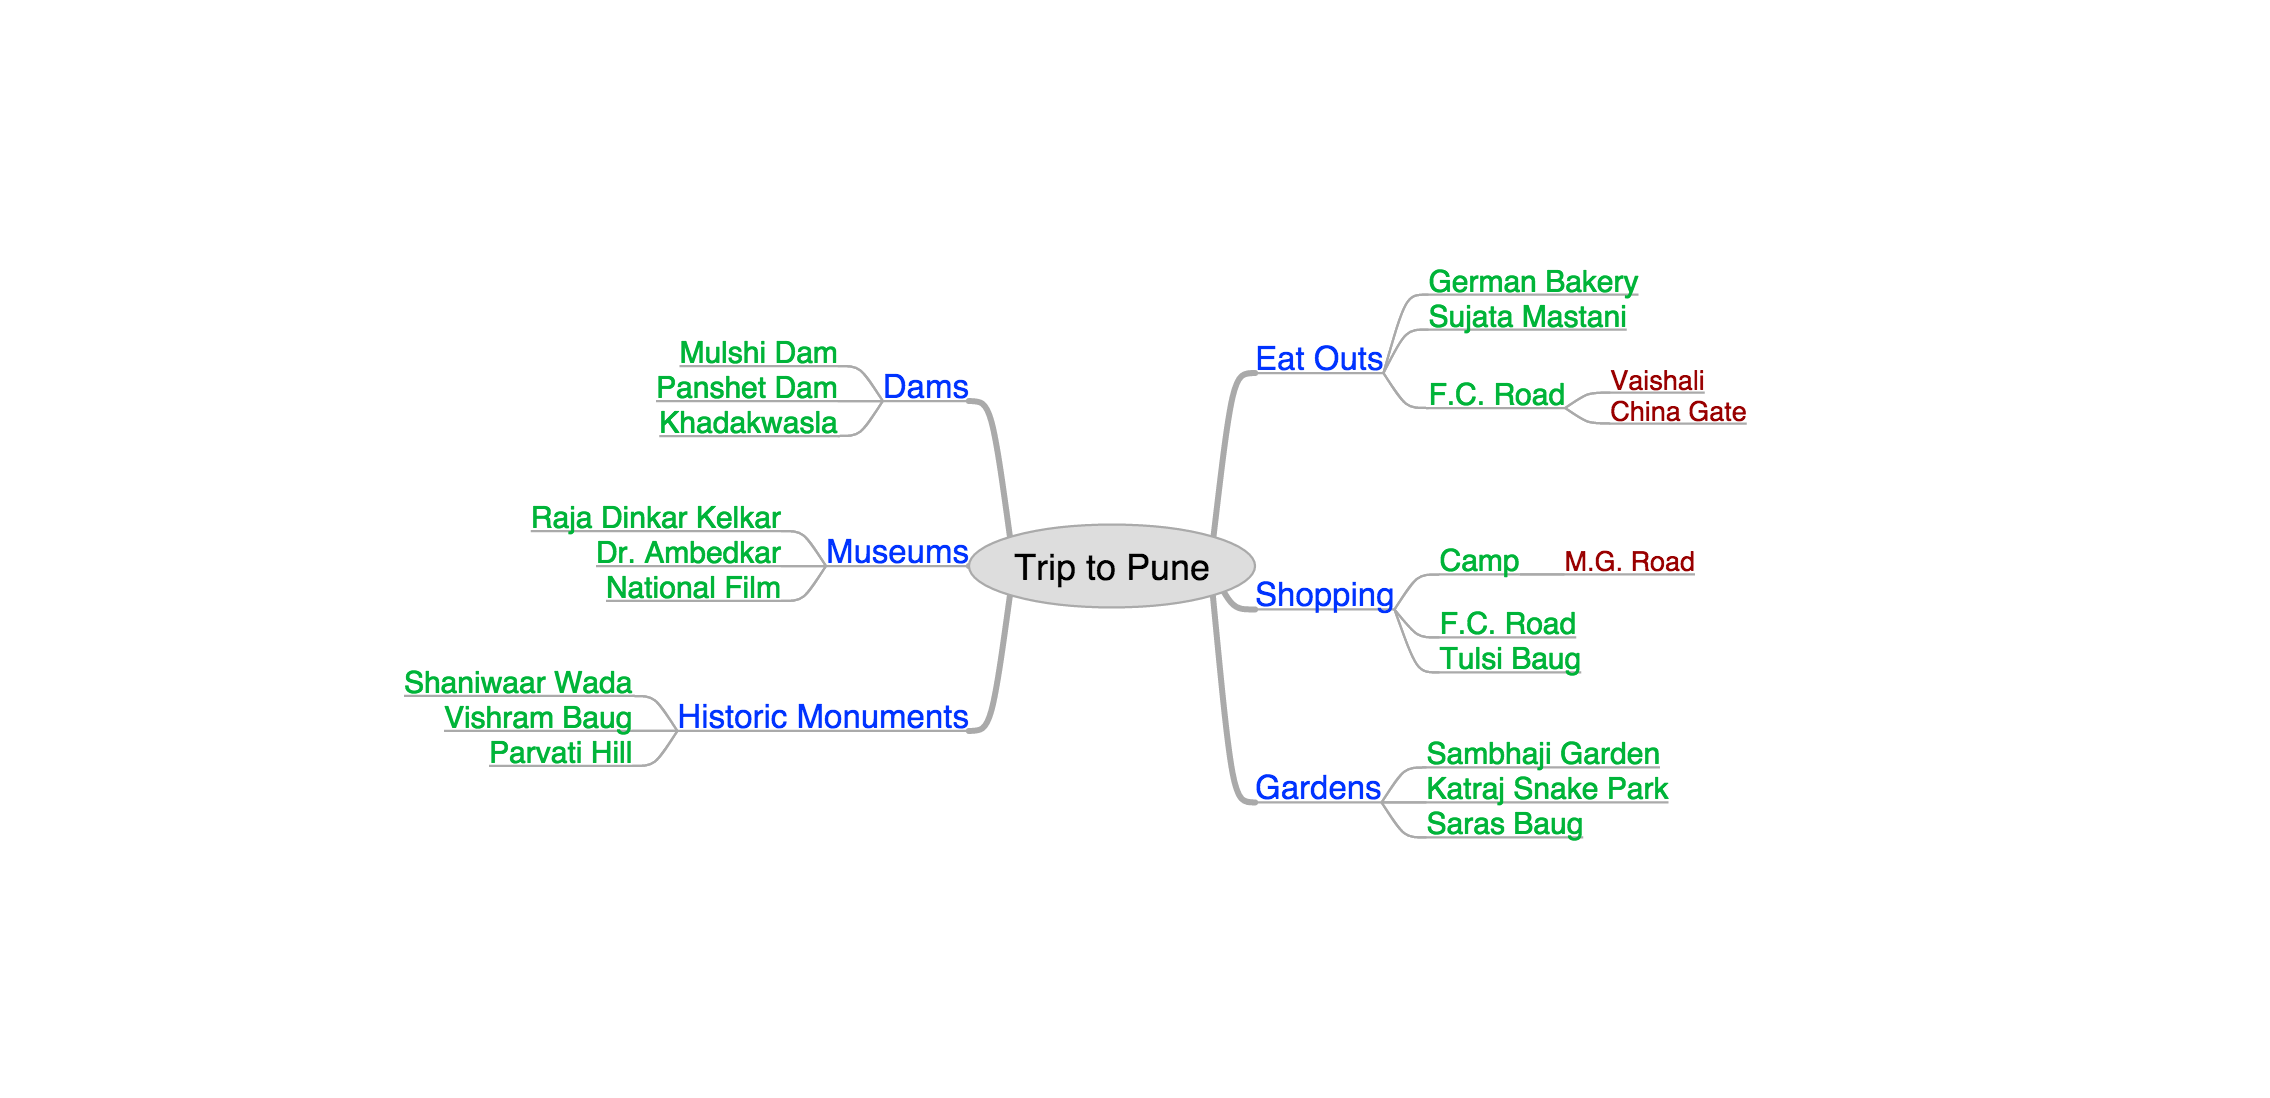 Trip to Pune
Dams
Mulshi Dam
Panshet Dam
Khadakwasla
Museums
Raja Dinkar Kelkar
Dr. Ambedkar
National Film
Historic Monuments
Shaniwaar Wada
Vishram Baug
Parvati Hill
Eat Outs
German Bakery
Sujata Mastani
F.C. Road
Vaishali
China Gate
Shopping
Camp
M.G. Road
F.C. Road
Tulsi Baug
Gardens
Sambhaji Garden
Katraj Snake Park
Saras Baug